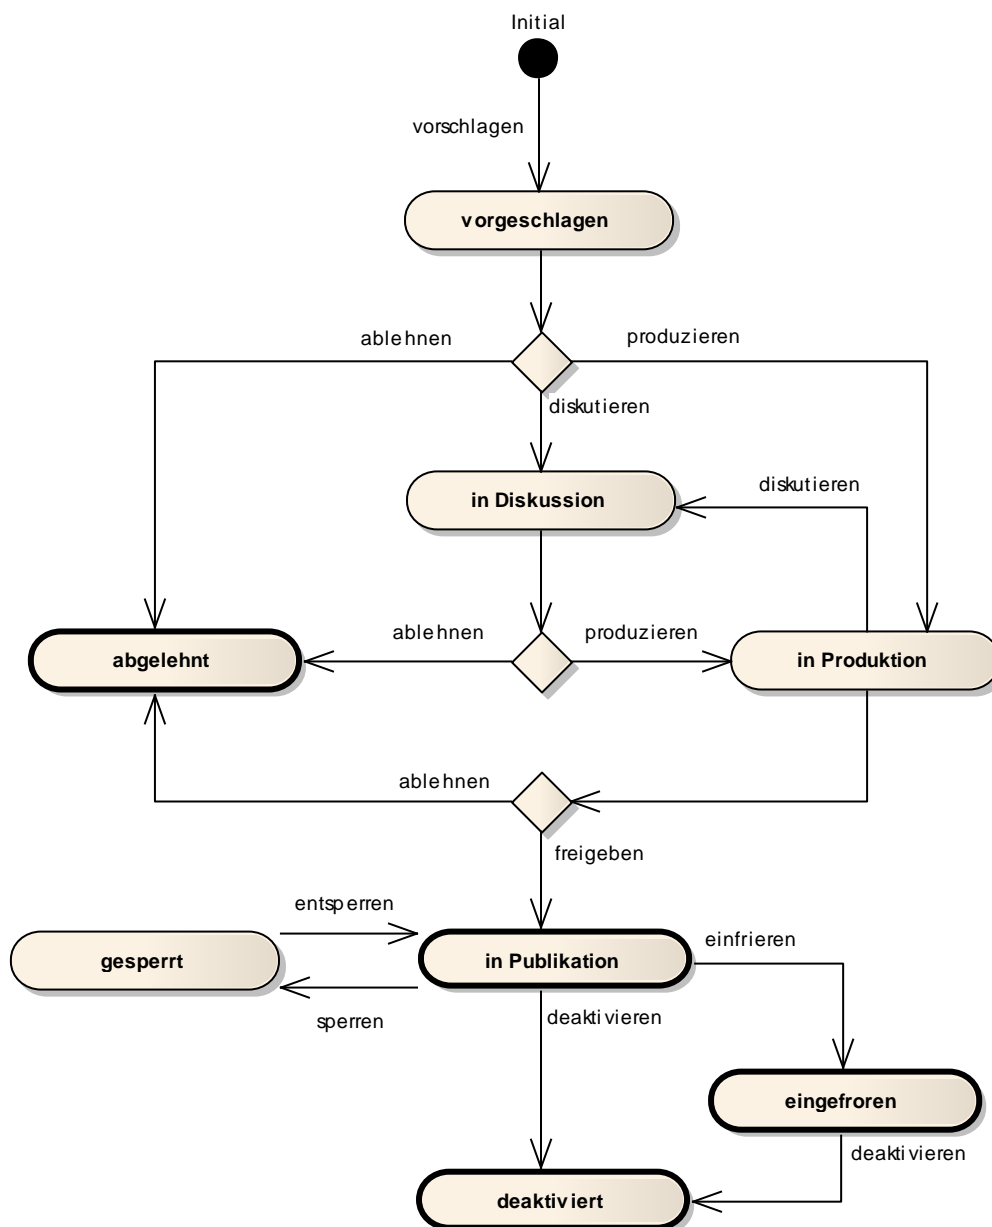 Initial
vorschlagen
vorgeschlagen
ablehnen
produzieren
diskutieren
in Diskussion
diskutieren
ablehnen
produzieren
abgelehnt
in Produktion
ablehnen
freigeben
entsperren
einfrieren
gesperrt
in Publikation
sperren
deaktivieren
eingefroren
deaktivieren
deaktiviert